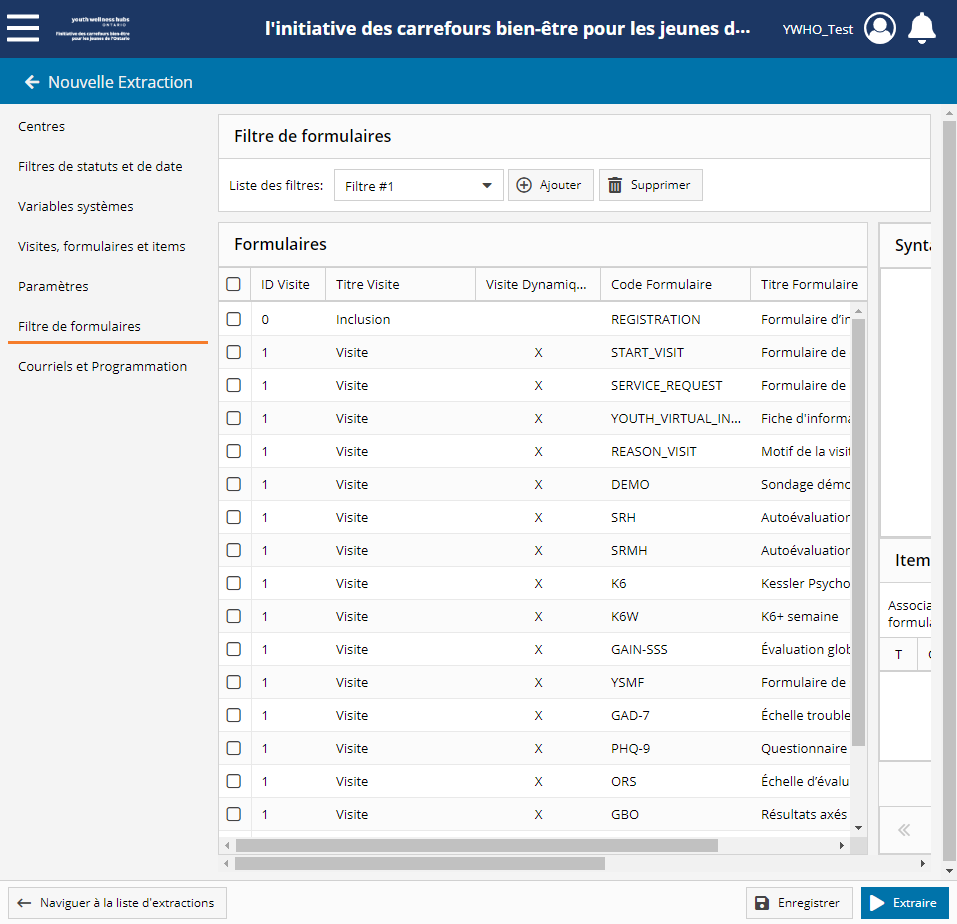 youth wellness hubs
ONTARIO
l'initiative des carrefours bien-être
pour les jeunes de l'Ontario
l'initiative des carrefours bien-être pour les jeunes d...
YWHO_Test
Nouvelle Extraction
Centres
Filtres de statuts et de date
Variables systèmes
Visites, formulaires et items
Paramètres
Filtre de formulaires
Courriels et Programmation
Filtre de formulaires
Liste des filtres: Filtre #1 Ajouter Supprimer
Formulaires
ID Visite Titre Visite Visite Dynamiq... Code Formulaire Titre Formulaire
0 Inclusion REGISTRATION Formulaire d'in
1 Visite X START_VISIT Formulaire de
1 Visite X SERVICE_REQUEST Formulaire de
1 Visite X YOUTH_VIRTUAL_IN... Fiche d'informa
1 Visite X REASON_VISIT Motif de la visit
1 Visite X DEMO Sondage démo
1 Visite X SRH Autoévaluation
1 Visite X SRMH Autoévaluation
1 Visite X K6 Kessler Psycho
1 Visite X K6W K6+ semaine
1 Visite X GAIN-SSS Évaluation glob
1 Visite X YSMF Formulaire de
1 Visite X GAD-7 Échelle trouble
1 Visite X PHQ-9 Questionnaire
1 Visite X ORS Échelle d'évalu
1 Visite X GBO Résultats axés
Synta
Item
Associa
formula
T
Naviguer à la liste d'extractions
Enregistrer
Extraire